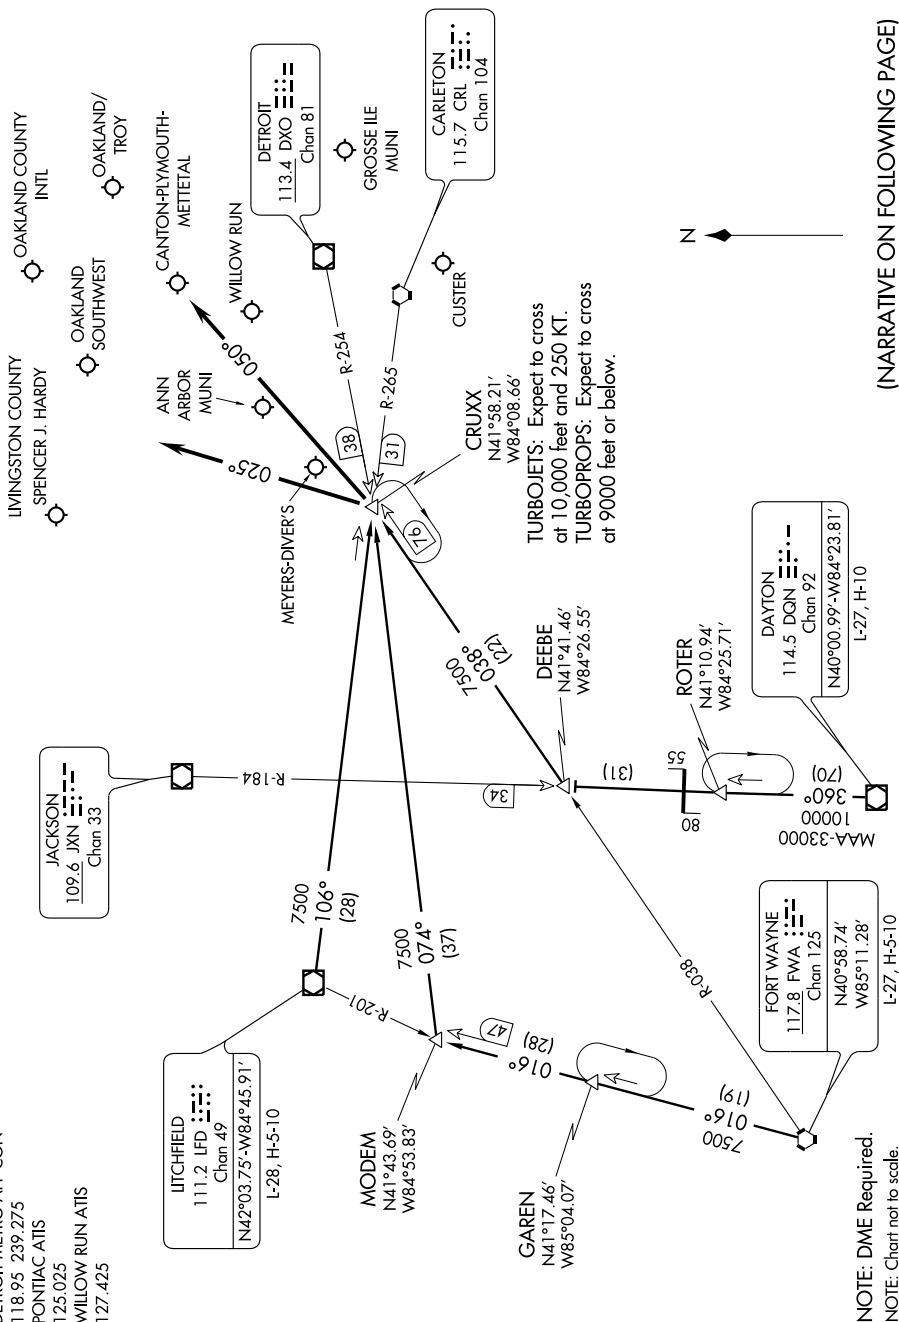 118.95 239.275
PONTIAC ATIS
125.025
WILLOW RUN ATIS
127.425
LIVINGSTON COUNTY
SPENCER J. HARDY
OAKLAND COUNTY
INTL
OAKLAND
SOUTHWEST
OAKLAND/
TROY
CANTON-PLYMOUTH-
METTETAL
WILLOW RUN
ANN
ARBOR
MUNI
MEYERS-DIVER'S
DETROIT
113.4 DXO
Chan 81
GROSSE ILE
MUNI
CARLETON
115.7 CRL
Chan 104
CUSTER
025°
050°
R-254
38
R-265
31
76
CRUXX
N41°58.21'
W84°08.66'
TURBOJETS: Expect to cross
at 10,000 feet and 250 KT.
TURBOPROPS: Expect to cross
at 9000 feet or below.
N
JACKSON
109.6 JXN
Chan 33
R-184
34
LITCHFIELD
111.2 LFD
Chan 49
N42°03.75'-W84°45.91'
L-28, H-5-10
7500
106°
(28)
R-201
7500
074°
(37)
MODEM
N41°43.69'
W84°53.83'
47
016°
(28)
GAREN
N41°17.46'
W85°04.07'
7500
016°
(19)
7500
038°
(22)
DEEBE
N41°41.46'
W84°26.55'
(31)
55
80
ROTER
N41°10.94'
W84°25.71'
MAA-33000
10000
360°
(70)
DAYTON
114.5 DQN
Chan 92
N40°00.99'-W84°23.81'
L-27, H-10
R-038
FORT WAYNE
117.8 FWA
Chan 125
N40°58.74'
W85°11.28'
L-27, H-5-10
NOTE: DME Required.
NOTE: Chart not to scale.
(NARRATIVE ON FOLLOWING PAGE)